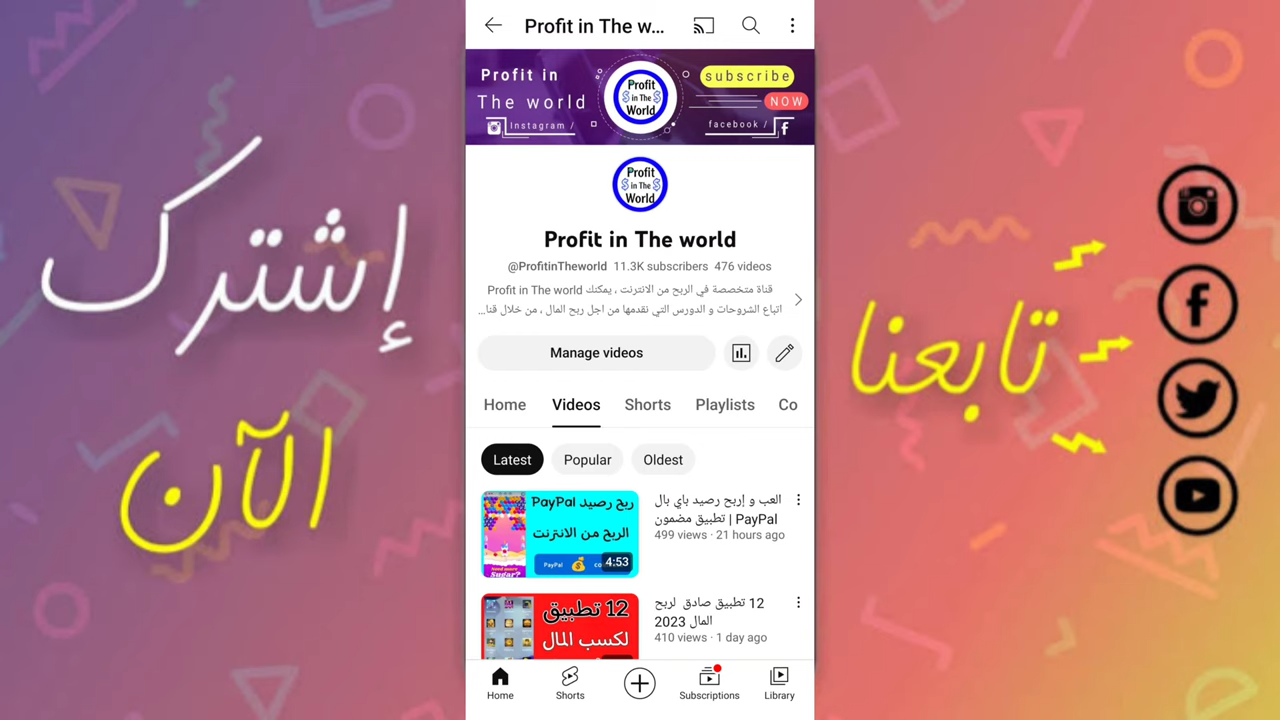 إشترك
الآن
Profit in The w...
Profit in
The world
Instagram /
Profit
$ in The $
World
subscribe
NOW
facebook /
Profit
$ in The $
World
Profit in The world
@ProfitinTheworld 11.3K subscribers 476 videos
قناة متخصصة في الربح من الانترنت ، يمكنك Profit in The world
اتباع الشروحات و الدورس التي نقدمها من اجل ربح المال ، من خلال قنا...
Manage videos
Home Videos Shorts Playlists Co
Latest Popular Oldest
ربح رصيد PayPal
الربح من الانترنت
PayPal
4:53
العب و إربح رصيد باي بال
PayPal | تطبيق مضمون
499 views · 21 hours ago
12 تطبيق
لكسب المال
12 تطبيق صادق لربح
المال 2023
410 views · 1 day ago
Home Shorts Subscriptions Library
تابعنا